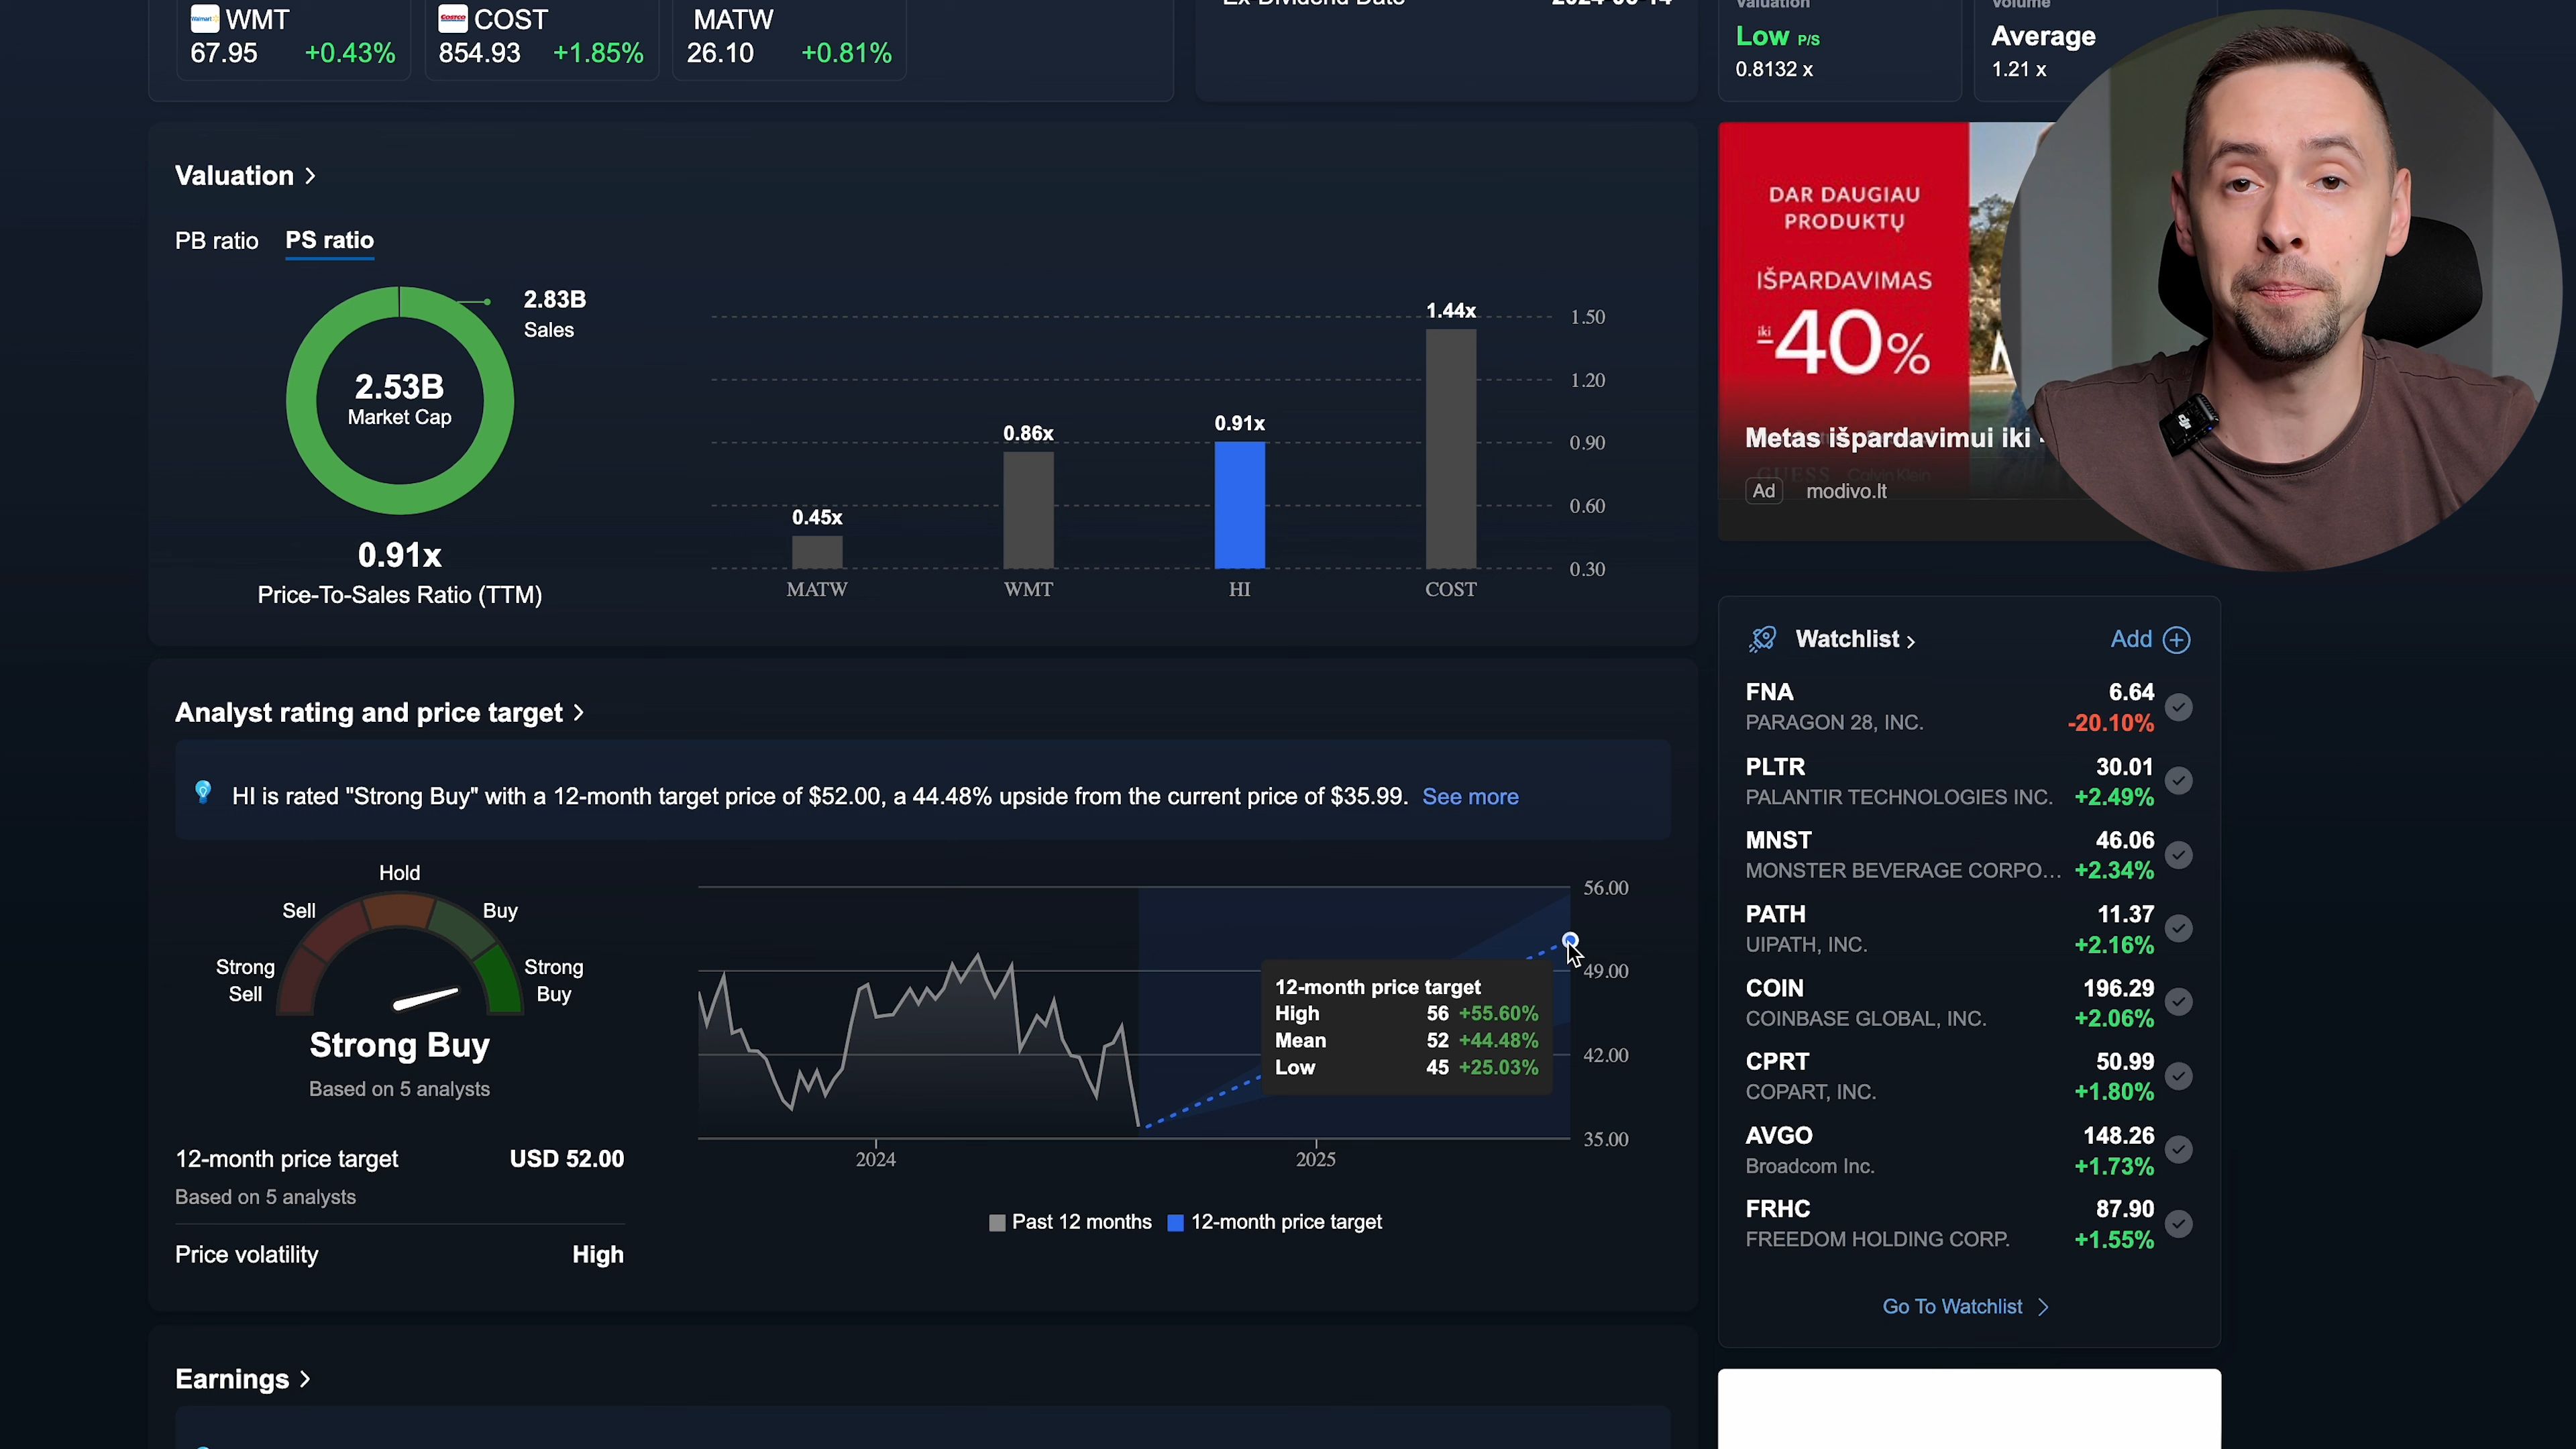 WMT
67.95 +0.43%
COST
854.93 +1.85%
MATW
26.10 +0.81%
Ex-Dividend Date 2024-06-14
Valuation
Low P/S
0.8132 x
Volume
Average
1.21 x
Valuation
PB ratio PS ratio
2.83B
Sales
2.53B
Market Cap
0.91x
Price-To-Sales Ratio (TTM)
0.45x
0.86x
0.91x
1.44x
1.50
1.20
0.90
0.60
0.30
MATW WMT HI COST
DAR DAUGIAU
PRODUKTŲ
IŠPARDAVIMAS
iki
-40%
Metas išpardavimui iki -
GUESS Calvin Klein
Ad modivo.lt
Analyst rating and price target
HI is rated "Strong Buy" with a 12-month target price of $52.00, a 44.48% upside from the current price of $35.99. See more
Hold
Sell
Buy
Strong
Sell
Strong
Buy
Strong Buy
Based on 5 analysts
12-month price target USD 52.00
Based on 5 analysts
Price volatility High
12-month price target
High 56 +55.60%
Mean 52 +44.48%
Low 45 +25.03%
56.00
49.00
42.00
35.00
2024 2025
Past 12 months 12-month price target
Watchlist
Add
FNA 6.64
PARAGON 28, INC. -20.10%
PLTR 30.01
PALANTIR TECHNOLOGIES INC. +2.49%
MNST 46.06
MONSTER BEVERAGE CORPO... +2.34%
PATH 11.37
UIPATH, INC. +2.16%
COIN 196.29
COINBASE GLOBAL, INC. +2.06%
CPRT 50.99
COPART, INC. +1.80%
AVGO 148.26
Broadcom Inc. +1.73%
FRHC 87.90
FREEDOM HOLDING CORP. +1.55%
Go To Watchlist
Earnings